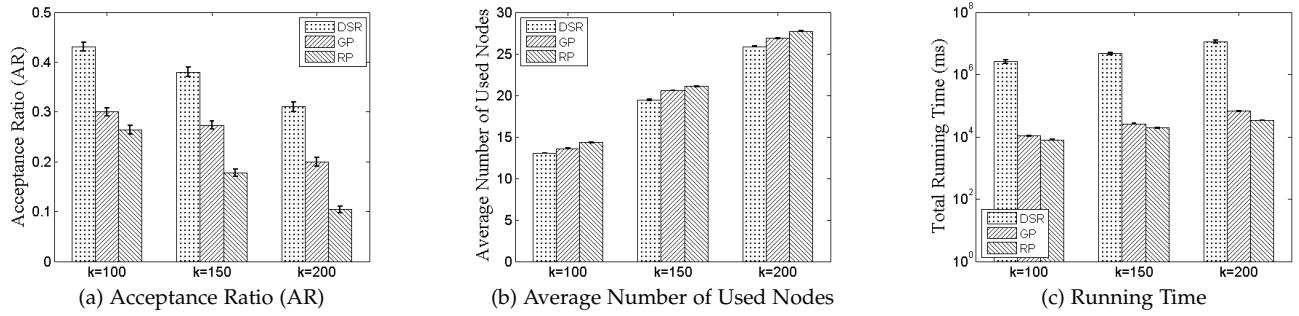 Acceptance Ratio (AR)
0.5
0.4
0.3
0.2
0.1
0
DSR
GP
RP
k=100
k=150
k=200
(a) Acceptance Ratio (AR)
Average Number of Used Nodes
30
25
20
15
10
5
0
DSR
GP
RP
k=100
k=150
k=200
(b) Average Number of Used Nodes
Total Running Time (ms)
10^8
10^6
10^4
10^2
10^0
DSR
GP
RP
k=100
k=150
k=200
(c) Running Time